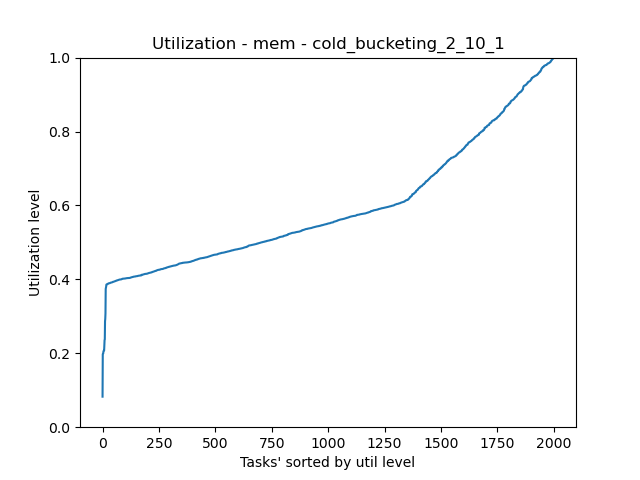 Utilization - mem - cold_bucketing_2_10_1
1.0
0.8
0.6
0.4
0.2
0.0
Utilization level
0 250 500 750 1000 1250 1500 1750 2000
Tasks' sorted by util level